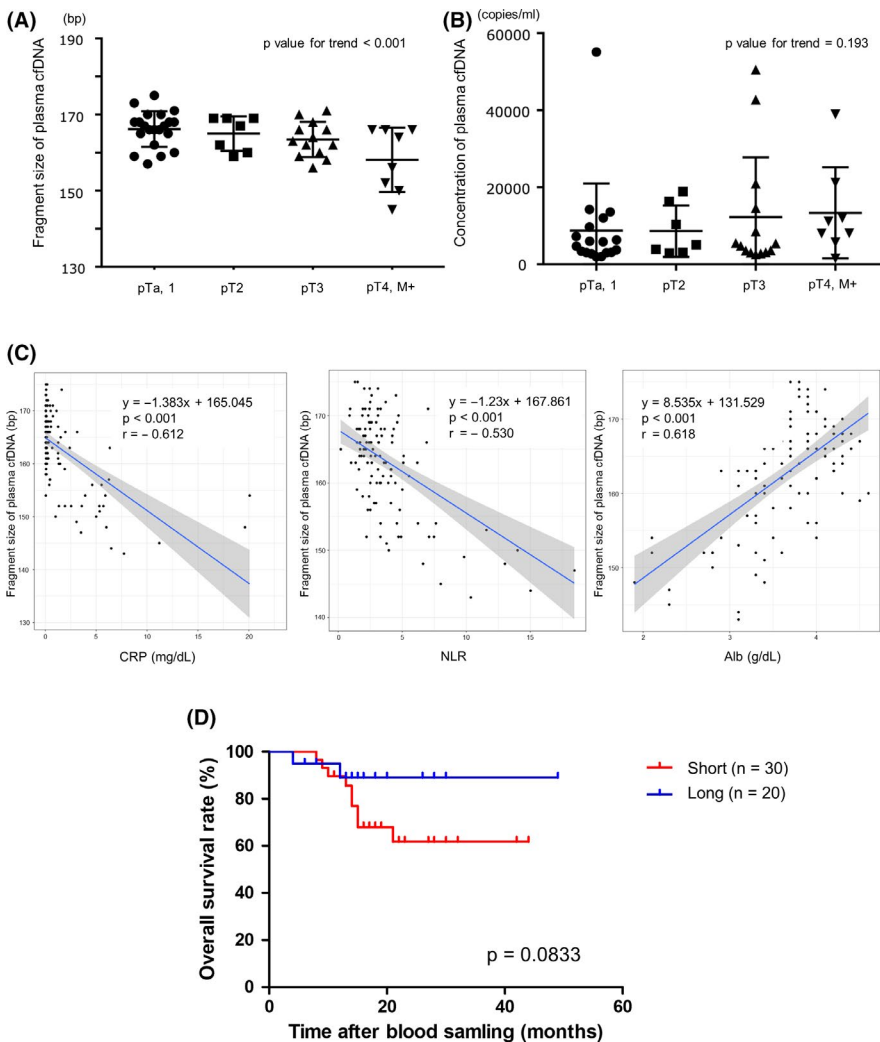 (A)
(bp)
Fragment size of plasma cfDNA
190
170
150
130
p value for trend < 0.001
pTa, 1
pT2
pT3
pT4, M+
(B)
(copies/ml)
Concentration of plasma cfDNA
60000
40000
20000
0
p value for trend = 0.193
pTa, 1
pT2
pT3
pT4, M+
(C)
Fragment size of plasma cfDNA (bp)
170
160
150
140
130
y = −1.383x + 165.045
p < 0.001
r = − 0.612
0
5
10
15
20
CRP (mg/dL)
Fragment size of plasma cfDNA (bp)
170
160
150
140
y = −1.23x + 167.861
p < 0.001
r = − 0.530
0
5
10
15
NLR
Fragment size of plasma cfDNA (bp)
170
160
150
y = 8.535x + 131.529
p < 0.001
r = 0.618
2
3
4
Alb (g/dL)
(D)
Overall survival rate (%)
100
80
60
40
20
0
p = 0.0833
0
20
40
60
Time after blood samling (months)
Short (n = 30)
Long (n = 20)